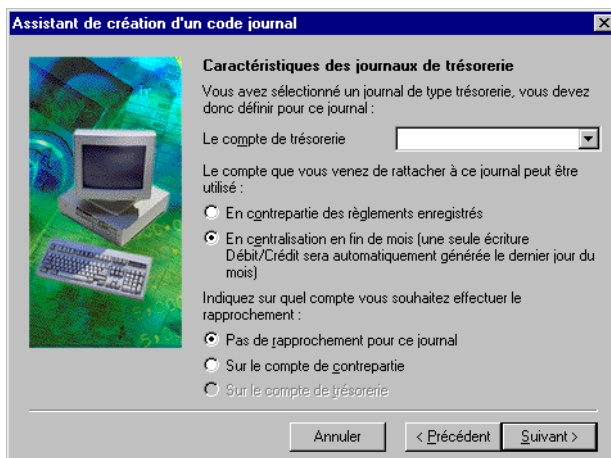 Assistant de création d'un code journal
Caractéristiques des journaux de trésorerie
Vous avez sélectionné un journal de type trésorerie, vous devez
donc définir pour ce journal :
Le compte de trésorerie
Le compte que vous venez de rattacher à ce journal peut être
utilisé :
En contrepartie des règlements enregistrés
En centralisation en fin de mois (une seule écriture
Débit/Crédit sera automatiquement générée le dernier jour du
mois)
Indiquez sur quel compte vous souhaitez effectuer le
rapprochement :
Pas de rapprochement pour ce journal
Sur le compte de contrepartie
Sur le compte de trésorerie
Annuler
< Précédent
Suivant >